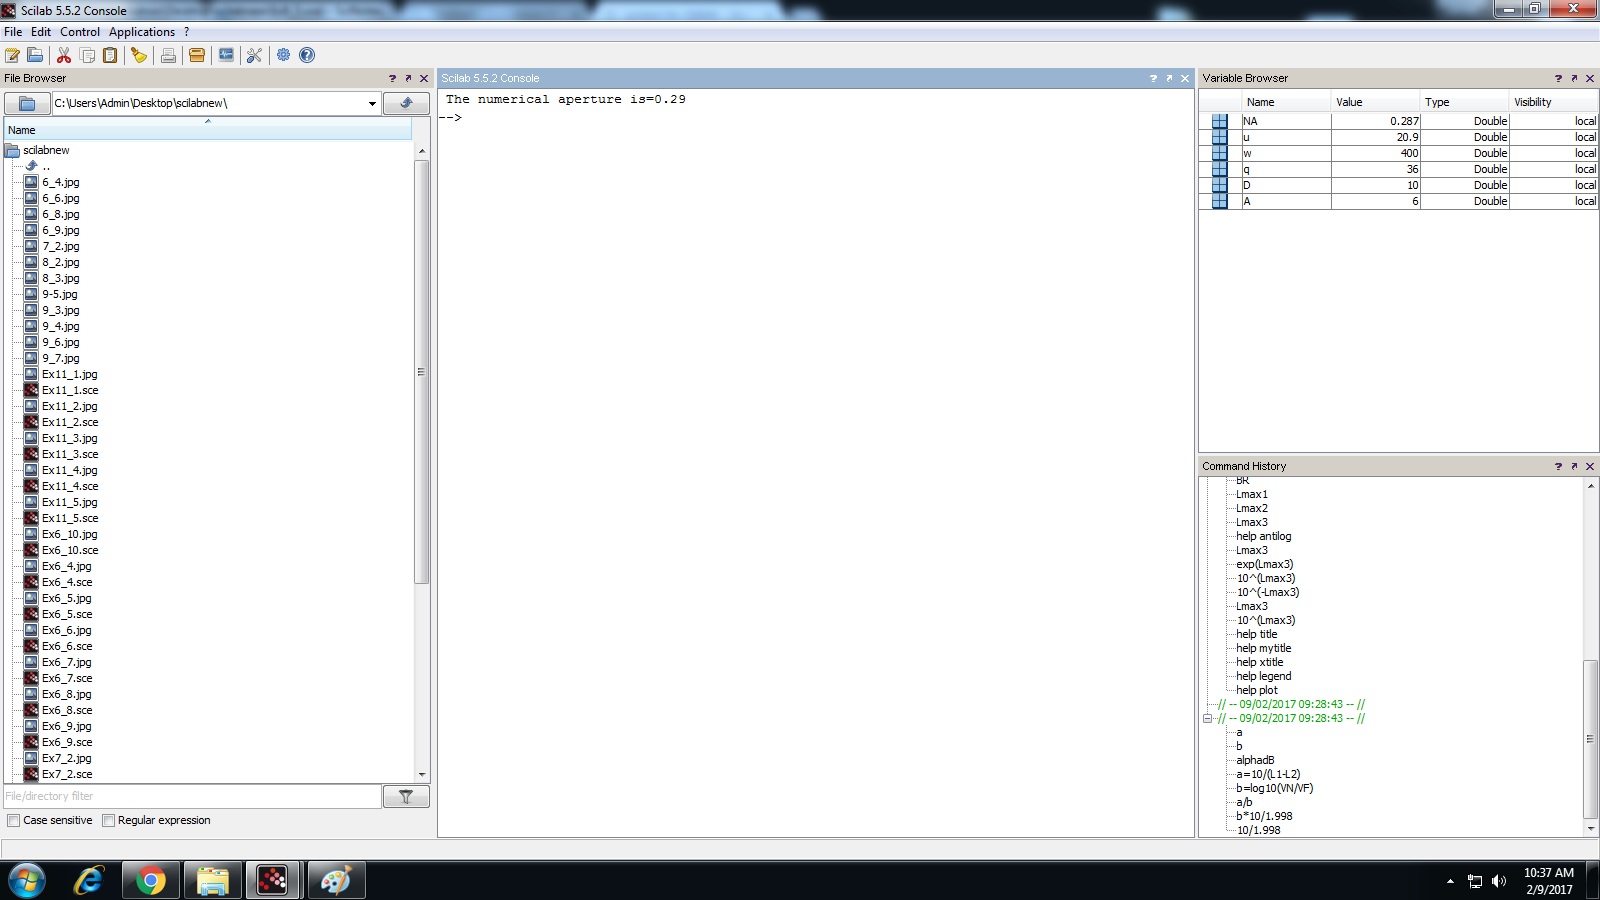 Scilab 5.5.2 Console
File Edit Control Applications ?
File Browser
C:\Users\Admin\Desktop\scilabnew\
Name
scilabnew
..
6_4.jpg
6_6.jpg
6_8.jpg
6_9.jpg
7_2.jpg
8_2.jpg
8_3.jpg
9-5.jpg
9_3.jpg
9_4.jpg
9_6.jpg
9_7.jpg
Ex11_1.jpg
Ex11_1.sce
Ex11_2.jpg
Ex11_2.sce
Ex11_3.jpg
Ex11_3.sce
Ex11_4.jpg
Ex11_4.sce
Ex11_5.jpg
Ex11_5.sce
Ex6_10.jpg
Ex6_10.sce
Ex6_4.jpg
Ex6_4.sce
Ex6_5.jpg
Ex6_5.sce
Ex6_6.jpg
Ex6_6.sce
Ex6_7.jpg
Ex6_7.sce
Ex6_8.jpg
Ex6_8.sce
Ex6_9.jpg
Ex6_9.sce
Ex7_2.jpg
Ex7_2.sce
File/directory filter
Case sensitive Regular expression
Scilab 5.5.2 Console
The numerical aperture is=0.29
-->
Variable Browser
Name Value Type Visibility
NA 0.287 Double local
u 20.9 Double local
w 400 Double local
q 36 Double local
D 10 Double local
A 6 Double local
Command History
BR
Lmax1
Lmax2
Lmax3
help antilog
Lmax3
exp(Lmax3)
10^(Lmax3)
10^(-Lmax3)
Lmax3
10^(Lmax3)
help title
help mytitle
help xtitle
help legend
help plot
// -- 09/02/2017 09:28:43 -- //
// -- 09/02/2017 09:28:43 -- //
a
b
alphadB
a=10/(L1-L2)
b=log10(VN/VF)
a/b
b*10/1.998
10/1.998
10:37 AM
2/9/2017